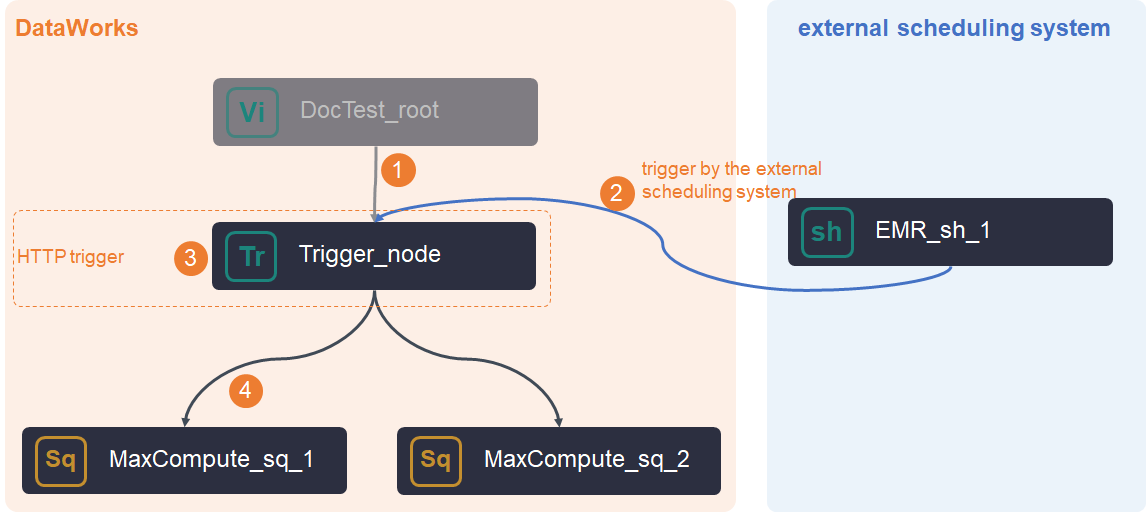 DataWorks
external scheduling system
Vi
DocTest_root
1
trigger by the external
scheduling system
2
sh
EMR_sh_1
HTTP trigger
3
Tr
Trigger_node
4
Sq
MaxCompute_sq_1
Sq
MaxCompute_sq_2